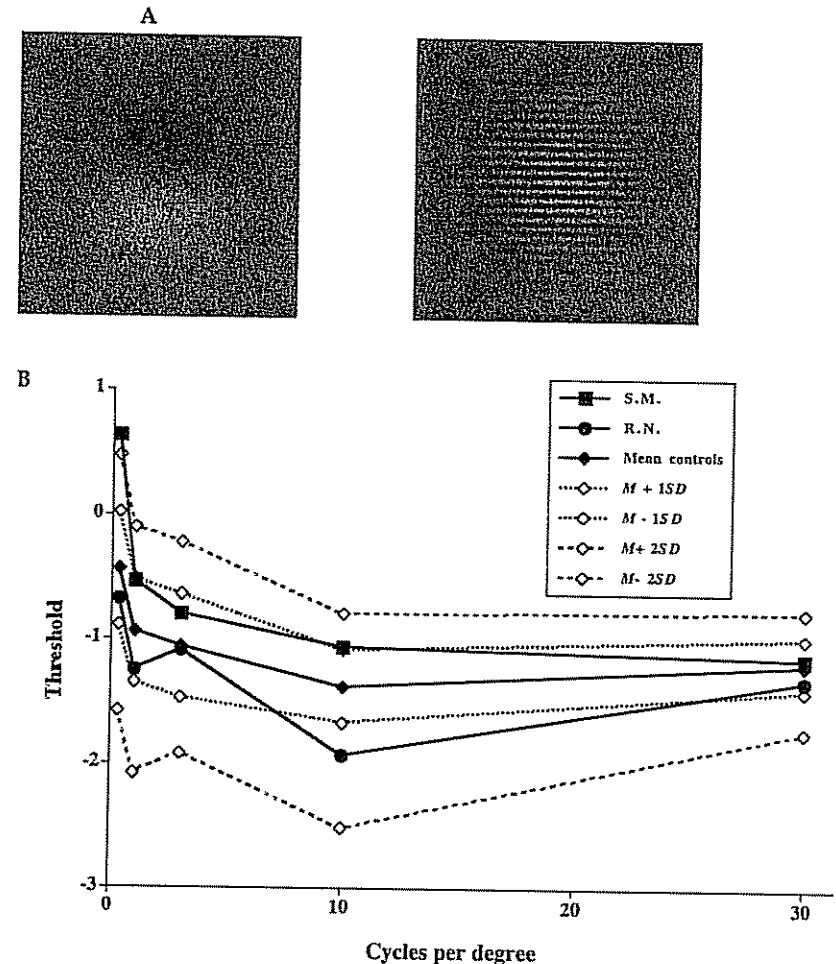 A
B
1
0
-1
-2
-3
Threshold
0
10
20
30
Cycles per degree
S.M.
R.N.
Mean controls
M + 1SD
M - 1SD
M+ 2SD
M- 2SD